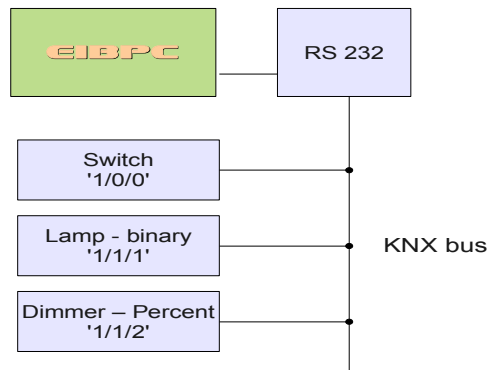 EIBPC
RS 232
Switch
'1/0/0'
Lamp - binary
'1/1/1'
KNX bus
Dimmer – Percent
'1/1/2'